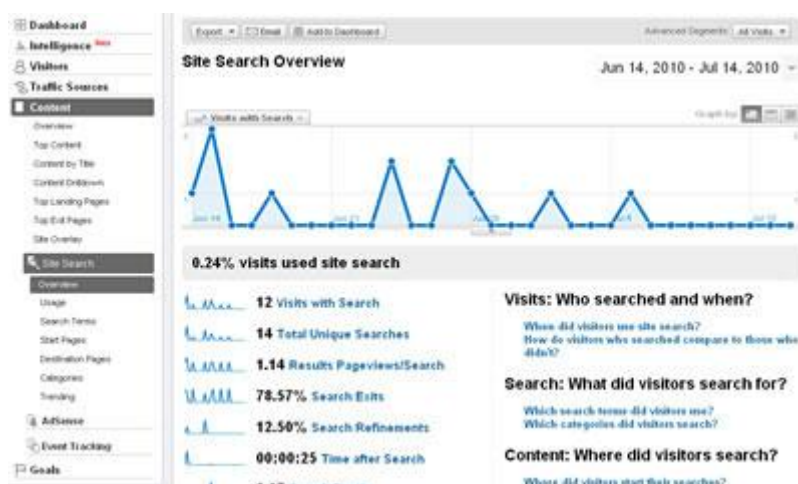 Dashboard
Intelligence Beta
Visitors
Traffic Sources
Content
Overview
Top Content
Content by Title
Content Drilldown
Top Landing Pages
Top Exit Pages
Site Overlay
Site Search
Overview
Usage
Search Terms
Start Pages
Destination Pages
Categories
Trending
AdSense
Event Tracking
Goals
Export Email Add to Dashboard
Advanced Segments: All Visits
Site Search Overview
Jun 14, 2010 - Jul 14, 2010
Visits with Search
Graph by:
0.24% visits used site search
12 Visits with Search
14 Total Unique Searches
1.14 Results Pageviews/Search
78.57% Search Exits
12.50% Search Refinements
00:00:25 Time after Search
Visits: Who searched and when?
When did visitors use site search?
How do visitors who searched compare to those who
didn't?
Search: What did visitors search for?
Which search terms did visitors use?
Which categories did visitors search?
Content: Where did visitors search?
Where did visitors start their searches?